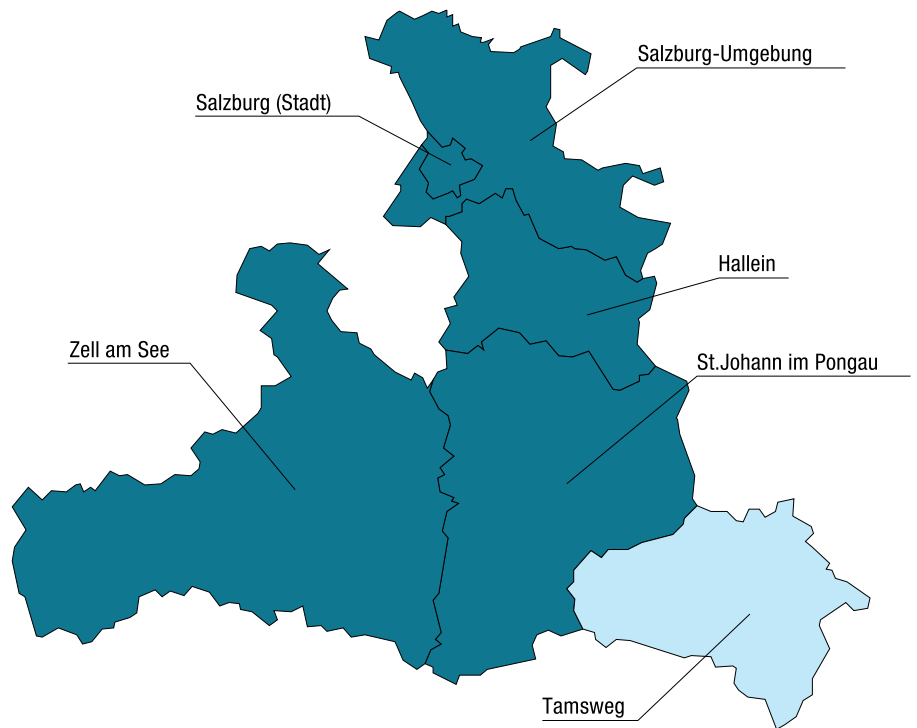 Salzburg-Umgebung
Salzburg (Stadt)
Hallein
Zell am See
St.Johann im Pongau
Tamsweg